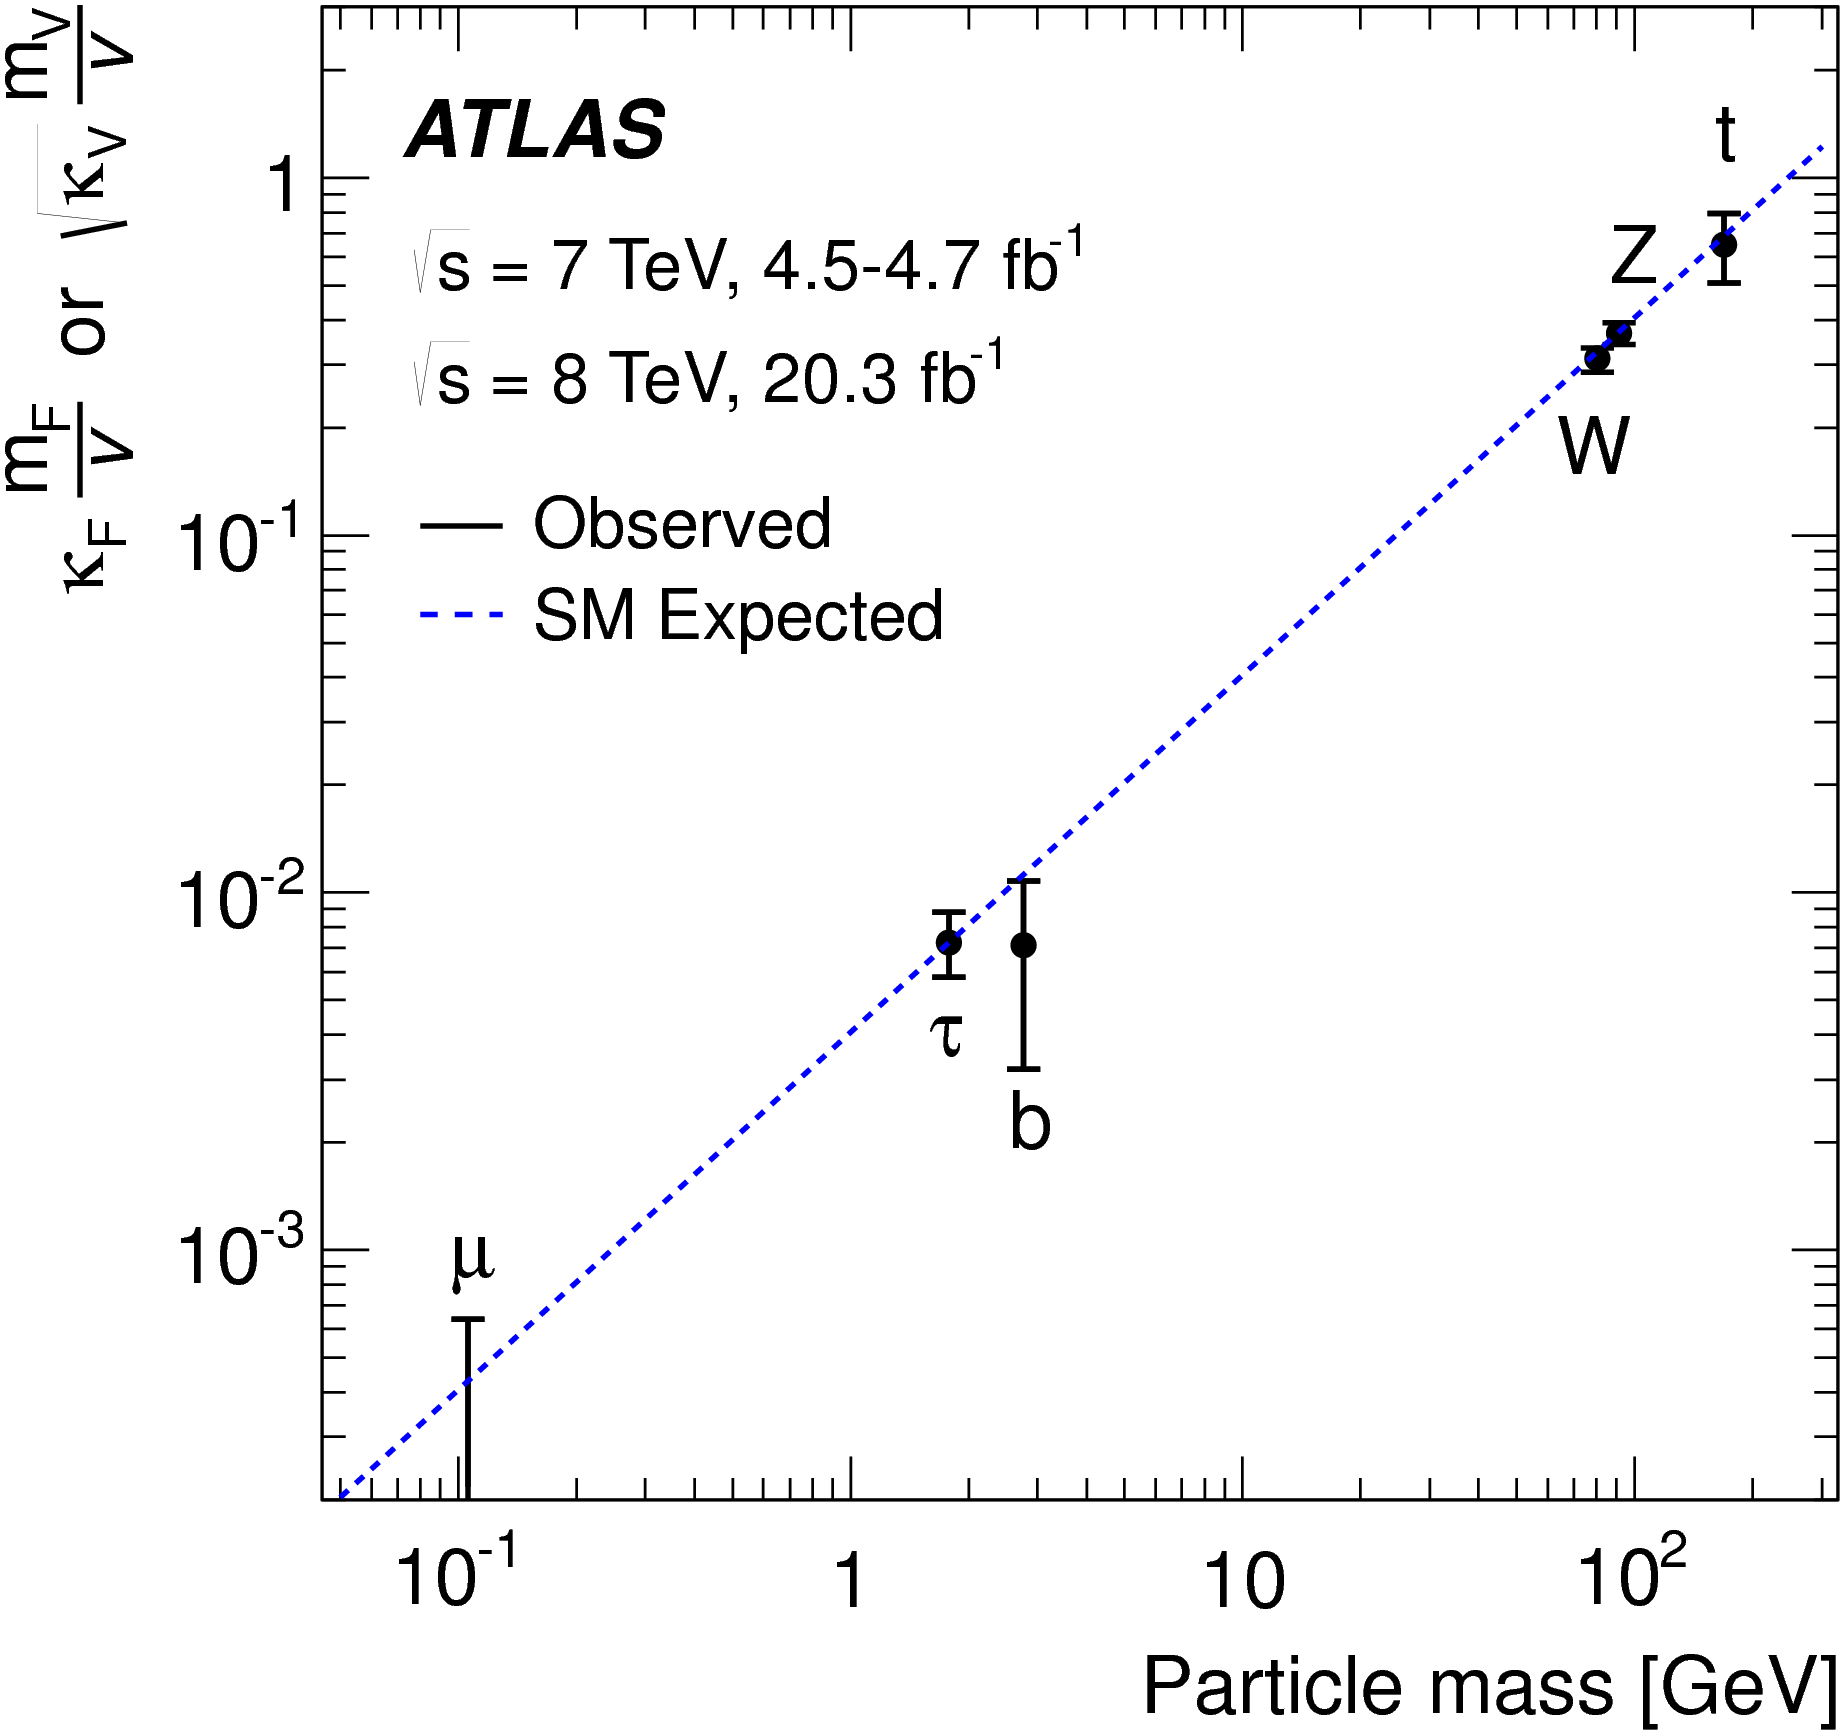 κF mF/v or √κV mV/v
ATLAS
√s = 7 TeV, 4.5-4.7 fb-1
√s = 8 TeV, 20.3 fb-1
Observed
SM Expected
t
Z
W
τ
b
μ
1
10-1
10-2
10-3
10-1
1
10
102
Particle mass [GeV]